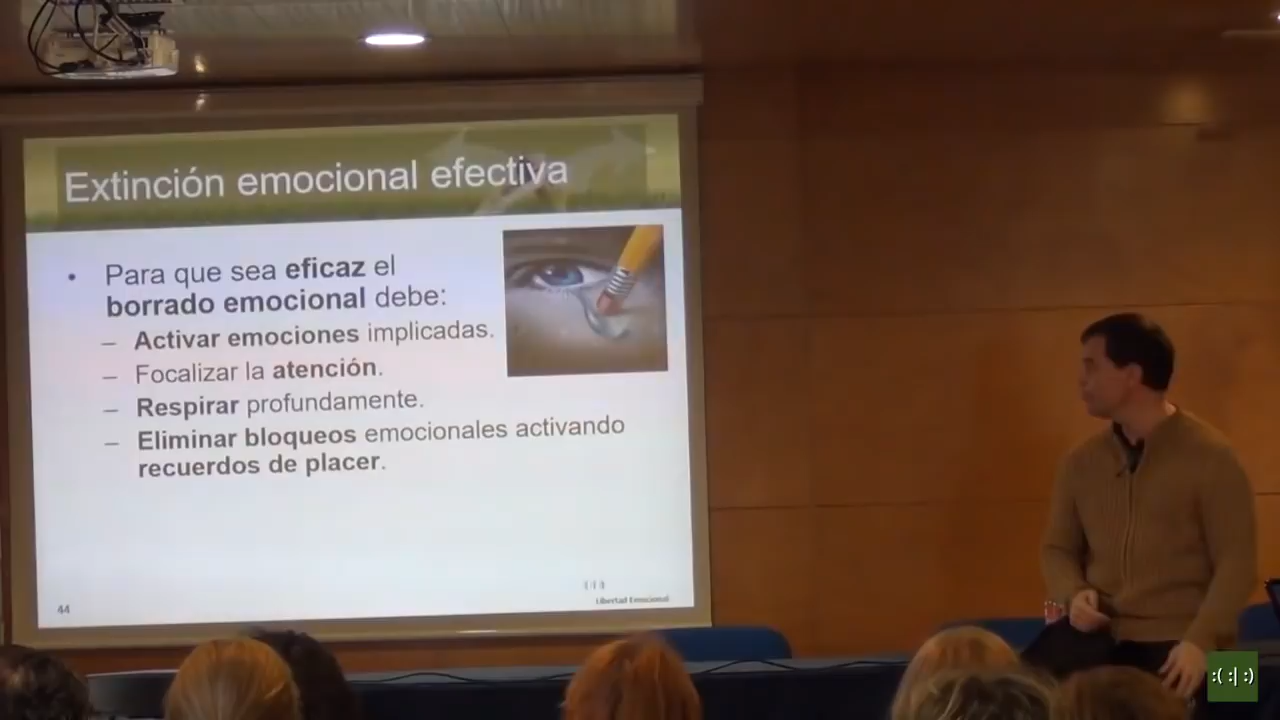 Extinción emocional efectiva
• Para que sea eficaz el
borrado emocional debe:
– Activar emociones implicadas.
– Focalizar la atención.
– Respirar profundamente.
– Eliminar bloqueos emocionales activando
recuerdos de placer.
44
Libertad Emocional
:( :| :)